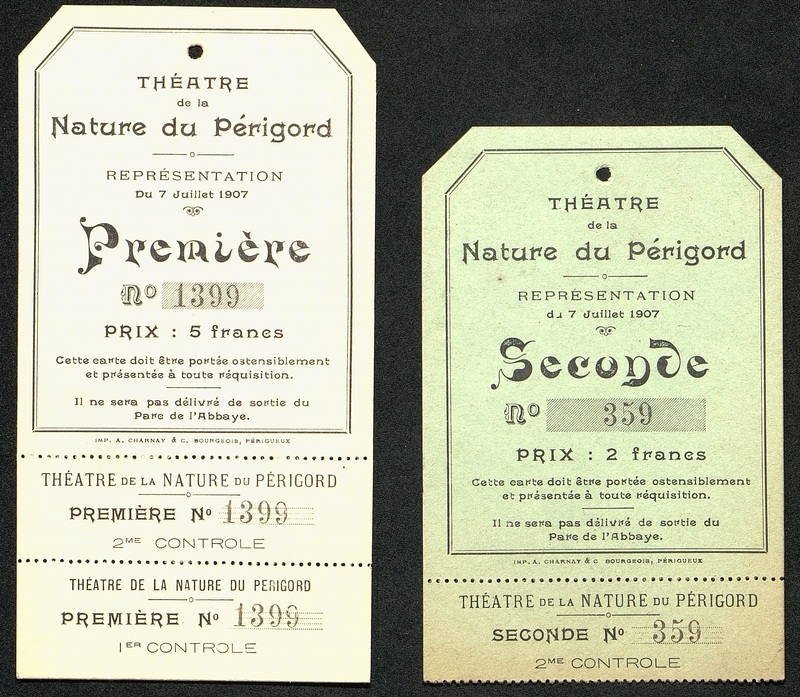 THÉATRE
de la
Nature du Périgord
REPRÉSENTATION
Du 7 Juillet 1907
Première
No 1399
PRIX : 5 francs
Cette carte doit être portée ostensiblement
et présentée à toute réquisition.
Il ne sera pas délivré de sortie du
Parc de l'Abbaye.
IMP. A. CHARNAY & C. BOURGEOIS, PÉRIGUEUX
THÉATRE DE LA NATURE DU PÉRIGORD
PREMIÈRE No 1399
2ME CONTROLE
THÉATRE DE LA NATURE DU PERIGORD
PREMIÈRE No 1399
1ER CONTROLE
THÉATRE
de la
Nature du Périgord
REPRÉSENTATION
du 7 Juillet 1907
Seconde
No 359
PRIX : 2 francs
Cette carte doit être portée ostensiblement
et présentée à toute réquisition.
Il ne sera pas délivré de sortie du
Parc de l'Abbaye.
IMP. A. CHARNAY & C BOURGEOIS, PÉRIGUEUX
THÉATRE DE LA NATURE DU PÉRIGORD
SECONDE No 359
2ME CONTROLE